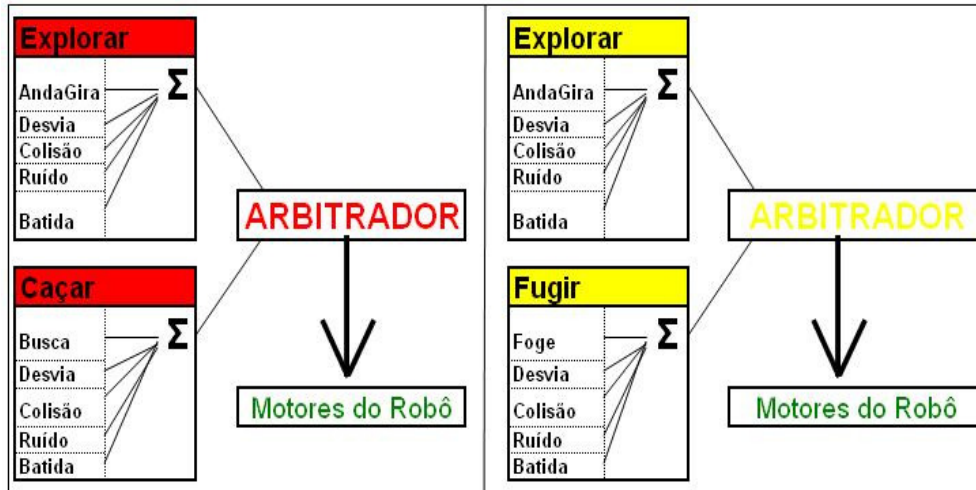 Explorar
Σ
AndaGira
Desvia
Colisão
Ruído
Batida
Caçar
Σ
Busca
Desvia
Colisão
Ruído
Batida
ARBITRADOR
Motores do Robô
Explorar
Σ
AndaGira
Desvia
Colisão
Ruído
Batida
Fugir
Σ
Foge
Desvia
Colisão
Ruído
Batida
ARBITRADOR
Motores do Robô